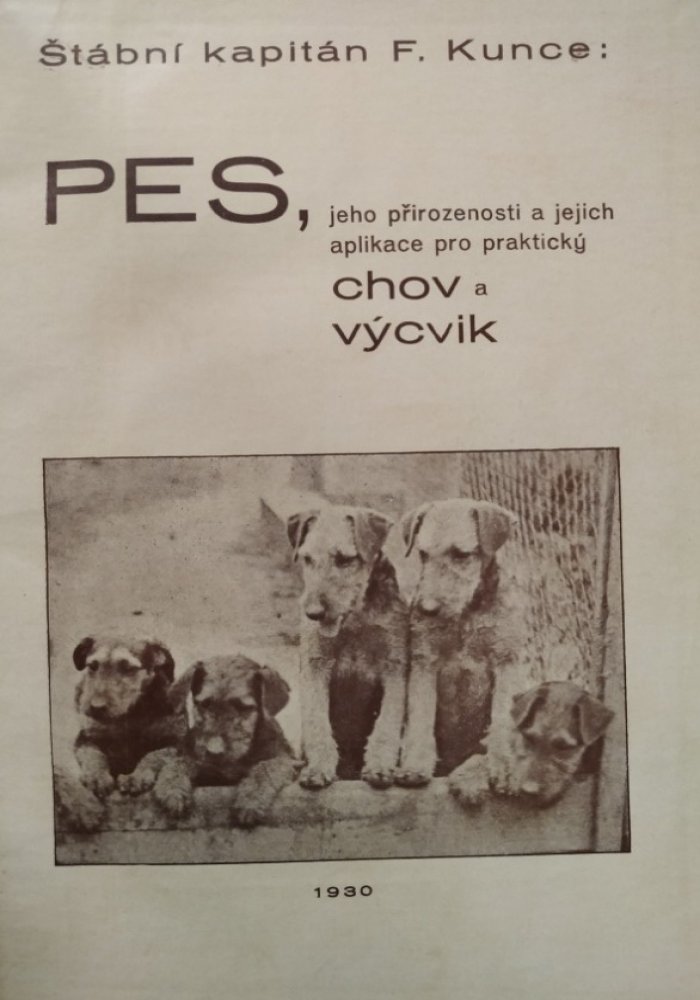 Štábní kapitán F. Kunce:
PES, jeho přirozenosti a jejich
aplikace pro praktický
chov a
výcvik
1930